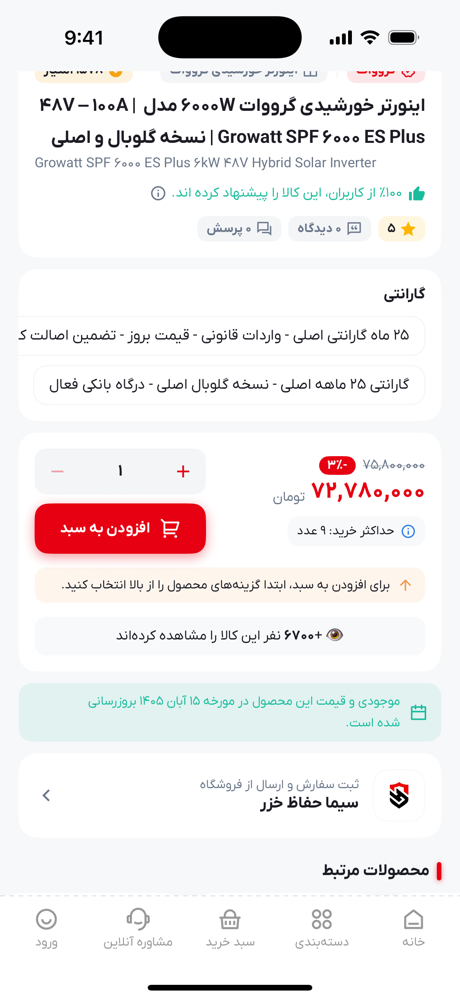 9:41
گرووات
اینورتر خورشیدی گرووات
اینورتر خورشیدی گرووات ۶۰۰۰W مدل ۴۸V – ۱۰۰A |
Growatt SPF ۶۰۰۰ ES Plus | نسخه گلوبال و اصلی
Growatt SPF ۶۰۰۰ ES Plus ۶kW ۴۸V Hybrid Solar Inverter
۱۰۰٪ از کاربران، این کالا را پیشنهاد کرده اند.
۵
۰ دیدگاه
۰ پرسش
گارانتی
۲۵ ماه گارانتی اصلی - واردات قانونی - قیمت بروز - تضمین اصالت
گارانتی ۲۵ ماهه اصلی - نسخه گلوبال اصلی - درگاه بانکی فعال
۷۵,۸۰۰,۰۰۰
-۳٪
۷۲,۷۸۰,۰۰۰ تومان
حداکثر خرید: ۹ عدد
+ ۱ −
افزودن به سبد
برای افزودن به سبد، ابتدا گزینه‌های محصول را از بالا انتخاب کنید.
+۶۷۰۰ نفر این کالا را مشاهده کرده‌اند
موجودی و قیمت این محصول در مورخه ۱۵ آبان ۱۴۰۵ بروزرسانی
شده است.
ثبت سفارش و ارسال از فروشگاه
سیما حفاظ خزر
محصولات مرتبط
خانه
دسته‌بندی
سبد خرید
مشاوره آنلاین
ورود